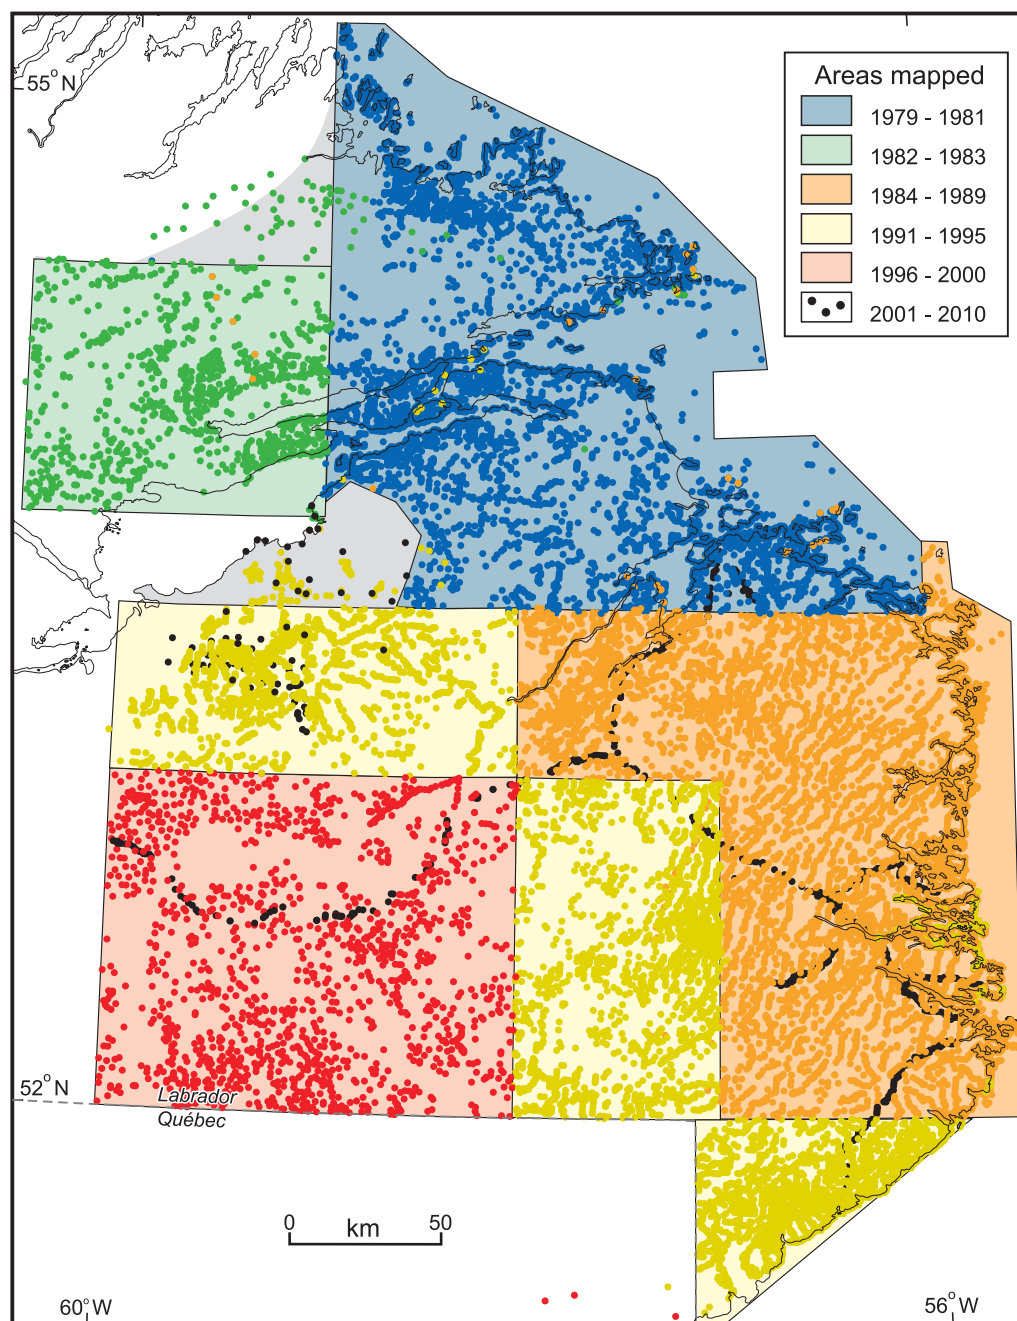 55° N
Areas mapped
1979 - 1981
1982 - 1983
1984 - 1989
1991 - 1995
1996 - 2000
2001 - 2010
52° N
Labrador
Québec
0 km 50
60° W
56° W